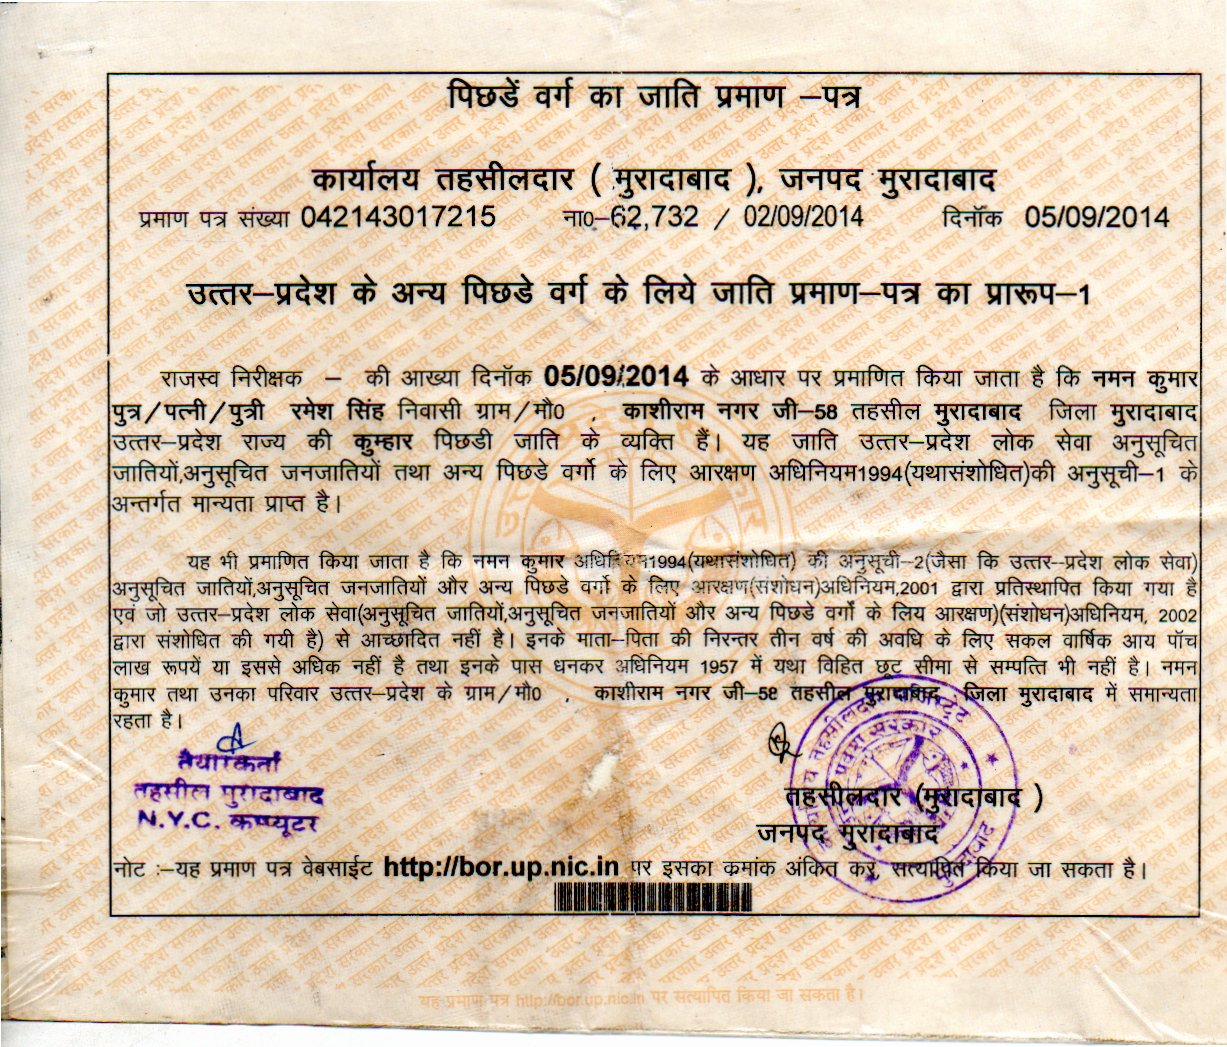 पिछडें वर्ग का जाति प्रमाण –पत्र
कार्यालय तहसीलदार ( मुरादाबाद ), जनपद मुरादाबाद
प्रमाण पत्र संख्या 042143017215 ना0–62,732 / 02/09/2014 दिनॉक 05/09/2014
उत्तर–प्रदेश के अन्य पिछडे वर्ग के लिये जाति प्रमाण–पत्र का प्रारूप–1
राजस्व निरीक्षक – की आख्या दिनॉक 05/09/2014 के आधार पर प्रमाणित किया जाता है कि नमन कुमार
पुत्र/पत्नी/पुत्री रमेश सिंह निवासी ग्राम/मौ0 , काशीराम नगर जी–58 तहसील मुरादाबाद जिला मुरादाबाद
उत्तर–प्रदेश राज्य की कुम्हार पिछडी जाति के व्यक्ति हैं। यह जाति उत्तर–प्रदेश लोक सेवा अनुसूचित
जातियों,अनुसूचित जनजातियों तथा अन्य पिछडे वर्गो के लिए आरक्षण अधिनियम1994(यथासंशोधित)की अनुसूची–1 के
अन्तर्गत मान्यता प्राप्त है।
यह भी प्रमाणित किया जाता है कि नमन कुमार अधिनियम1994(यथासंशोधित) की अनुसूची–2(जैसा कि उत्तर–प्रदेश लोक सेवा)
अनुसूचित जातियों,अनुसूचित जनजातियों और अन्य पिछडे वर्गो के लिए आरक्षण(संशोधन)अधिनियम,2001 द्वारा प्रतिस्थापित किया गया है
एवं जो उत्तर–प्रदेश लोक सेवा(अनुसूचित जातियों,अनुसूचित जनजातियों और अन्य पिछडे वर्गो के लिय आरक्षण)(संशोधन)अधिनियम, 2002
द्वारा संशोधित की गयी है) से आच्छादित नहीं है। इनके माता–पिता की निरन्तर तीन वर्ष की अवधि के लिए सकल वार्षिक आय पॉच
लाख रूपयें या इससे अधिक नहीं है तथा इनके पास धनकर अधिनियम 1957 में यथा विहित छूट सीमा से सम्पत्ति भी नहीं है। नमन
कुमार तथा उनका परिवार उत्तर–प्रदेश के ग्राम/मौ0 , काशीराम नगर जी–58 तहसील मुरादाबाद , जिला मुरादाबाद में समान्यता
रहता है।
तैयारकर्ता
तहसील मुरादाबाद
N.Y.C. कम्प्यूटर
तहसीलदार (मुरादाबाद )
जनपद मुरादाबाद
नोट :–यह प्रमाण पत्र वेबसाईट http://bor.up.nic.in पर इसका कमांक अंकित कर, सत्यापित किया जा सकता है।
यह प्रमाण पत्र http://bor.up.nic.in पर सत्यापित किया जा सकता है।